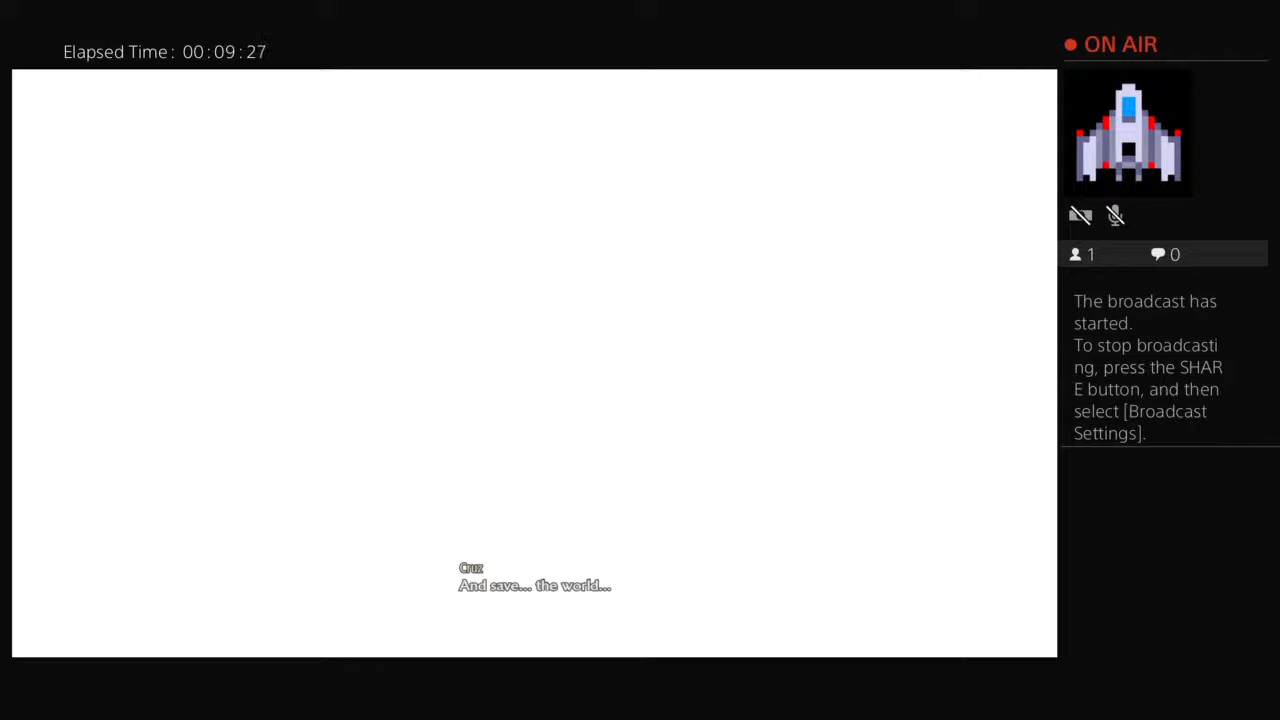 Elapsed Time: 00:09:27
ON AIR
1 0
The broadcast has
started.
To stop broadcasti
ng, press the SHAR
E button, and then
select [Broadcast
Settings].
Cruz
And save... the world...